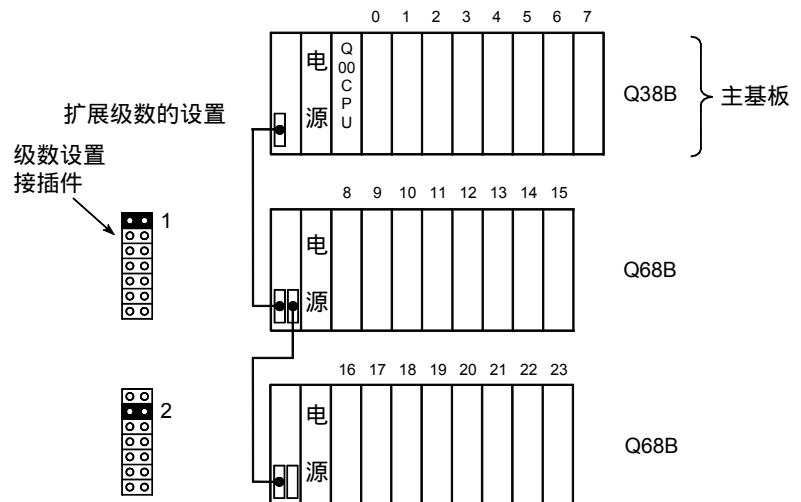 0 1 2 3 4 5 6 7
电源
Q00CPU
Q38B
主基板
扩展级数的设置
级数设置
接插件
1
8 9 10 11 12 13 14 15
电源
Q68B
2
16 17 18 19 20 21 22 23
电源
Q68B